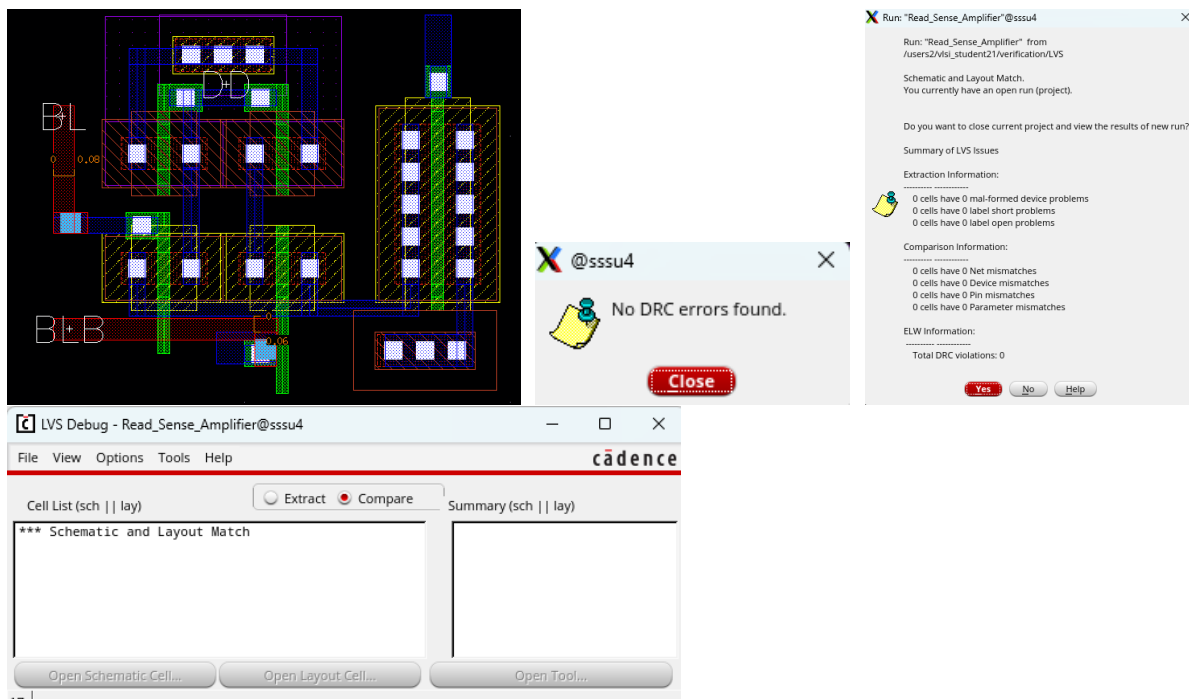 D+D
BL
0 0.08
BLB
0
0.06
@sssu4
No DRC errors found.
Close
Run: "Read_Sense_Amplifier"@sssu4
Run: "Read_Sense_Amplifier" from
/users2/vlsi_student21/verification/LVS
Schematic and Layout Match.
You currently have an open run (project).
Do you want to close current project and view the results of new run?
Summary of LVS Issues
Extraction Information:
---------- ------------
0 cells have 0 mal-formed device problems
0 cells have 0 label short problems
0 cells have 0 label open problems
Comparison Information:
---------- ------------
0 cells have 0 Net mismatches
0 cells have 0 Device mismatches
0 cells have 0 Pin mismatches
0 cells have 0 Parameter mismatches
ELW Information:
---------- ------------
Total DRC violations: 0
Yes No Help
LVS Debug - Read_Sense_Amplifier@sssu4
File View Options Tools Help
cādence
Extract Compare
Cell List (sch || lay) Summary (sch || lay)
*** Schematic and Layout Match
Open Schematic Cell... Open Layout Cell... Open Tool...